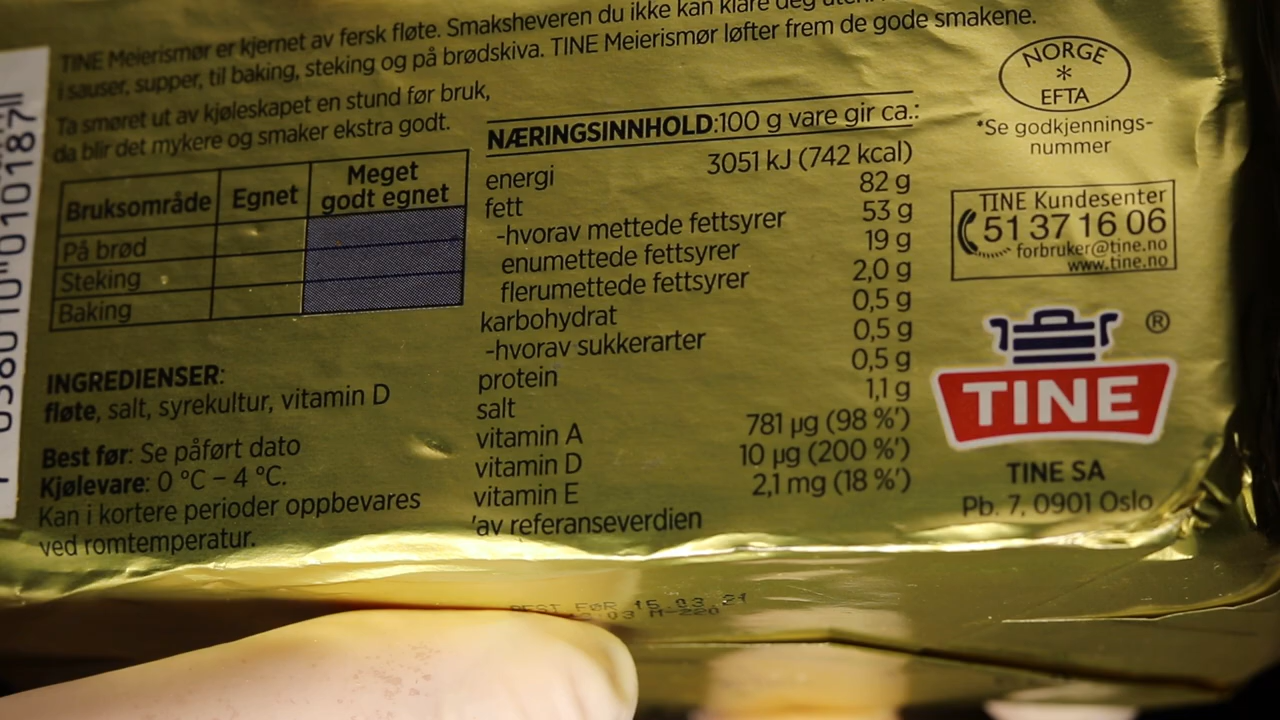 TINE Meierismør er kjernet av fersk fløte. Smaksheveren du ikke kan klare deg
i sauser, supper, til baking, steking og på brødskiva. TINE Meierismør løfter frem de gode smakene.
Ta smøret ut av kjøleskapet en stund før bruk,
da blir det mykere og smaker ekstra godt.
Bruksområde Egnet Meget godt egnet
På brød
Steking
Baking
INGREDIENSER:
fløte, salt, syrekultur, vitamin D
Best før: Se påført dato
Kjølevare: 0 °C – 4 °C.
Kan i kortere perioder oppbevares
ved romtemperatur.
NÆRINGSINNHOLD:100 g vare gir ca.:
energi 3051 kJ (742 kcal)
fett 82 g
-hvorav mettede fettsyrer 53 g
enumettede fettsyrer 19 g
flerumettede fettsyrer 2,0 g
karbohydrat 0,5 g
-hvorav sukkerarter 0,5 g
protein 0,5 g
salt 1,1 g
vitamin A 781 µg (98 %')
vitamin D 10 µg (200 %')
vitamin E 2,1 mg (18 %')
'av referanseverdien
NORGE
*
EFTA
*Se godkjennings-
nummer
TINE Kundesenter
51 37 16 06
forbruker@tine.no
www.tine.no
®
TINE
TINE SA
Pb. 7, 0901 Oslo
BEST FØR 15 03 21
03 M-220